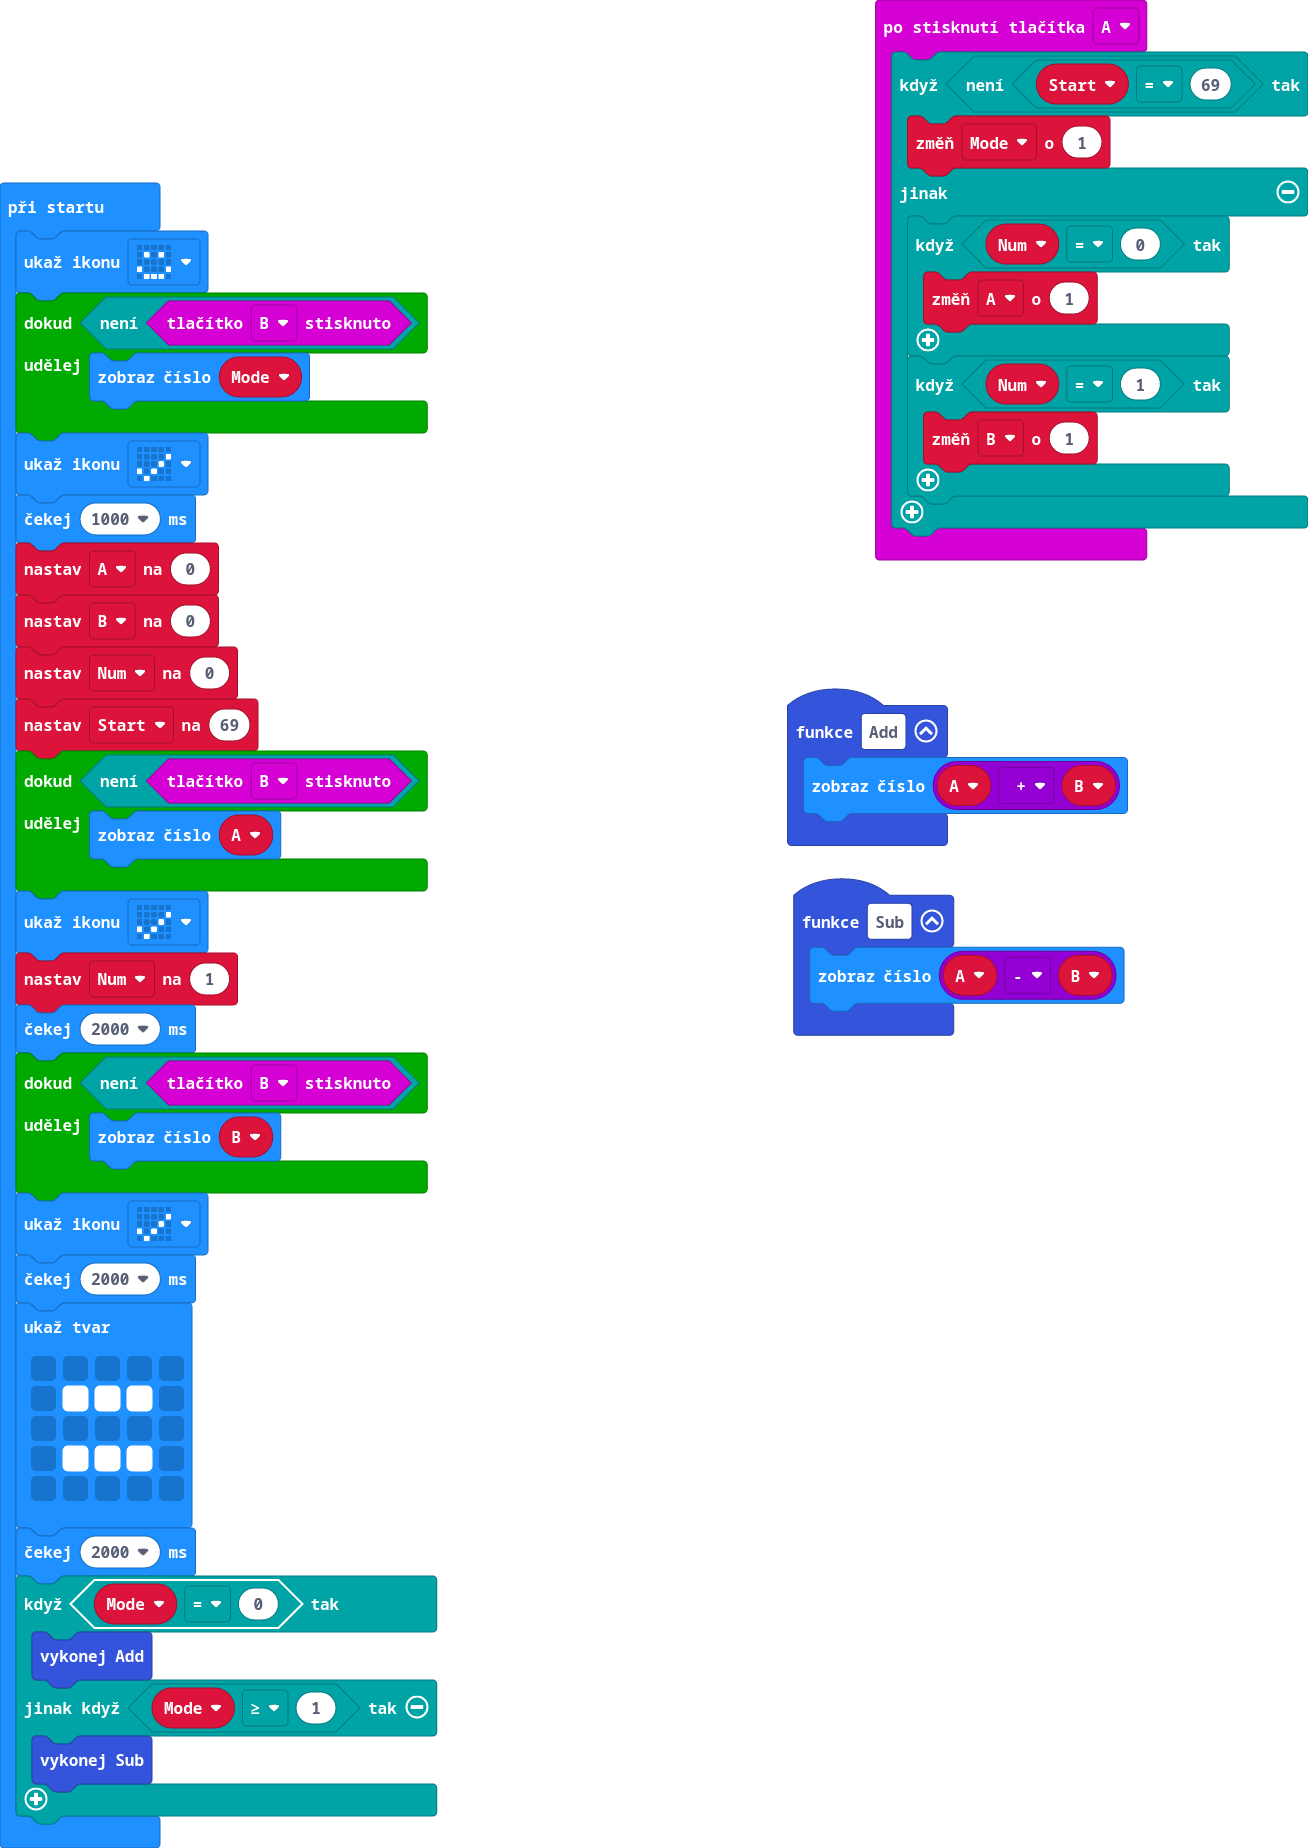 po stisknutí tlačítka A
když není Start = 69 tak
změň Mode o 1
jinak
když Num = 0 tak
změň A o 1
když Num = 1 tak
změň B o 1
při startu
ukaž ikonu
dokud není tlačítko B stisknuto
udělej zobraz číslo Mode
ukaž ikonu
čekej 1000 ms
nastav A na 0
nastav B na 0
nastav Num na 0
nastav Start na 69
dokud není tlačítko B stisknuto
udělej zobraz číslo A
ukaž ikonu
nastav Num na 1
čekej 2000 ms
dokud není tlačítko B stisknuto
udělej zobraz číslo B
ukaž ikonu
čekej 2000 ms
ukaž tvar
čekej 2000 ms
když Mode = 0 tak
vykonej Add
jinak když Mode ≥ 1 tak
vykonej Sub
funkce Add
zobraz číslo A + B
funkce Sub
zobraz číslo A - B